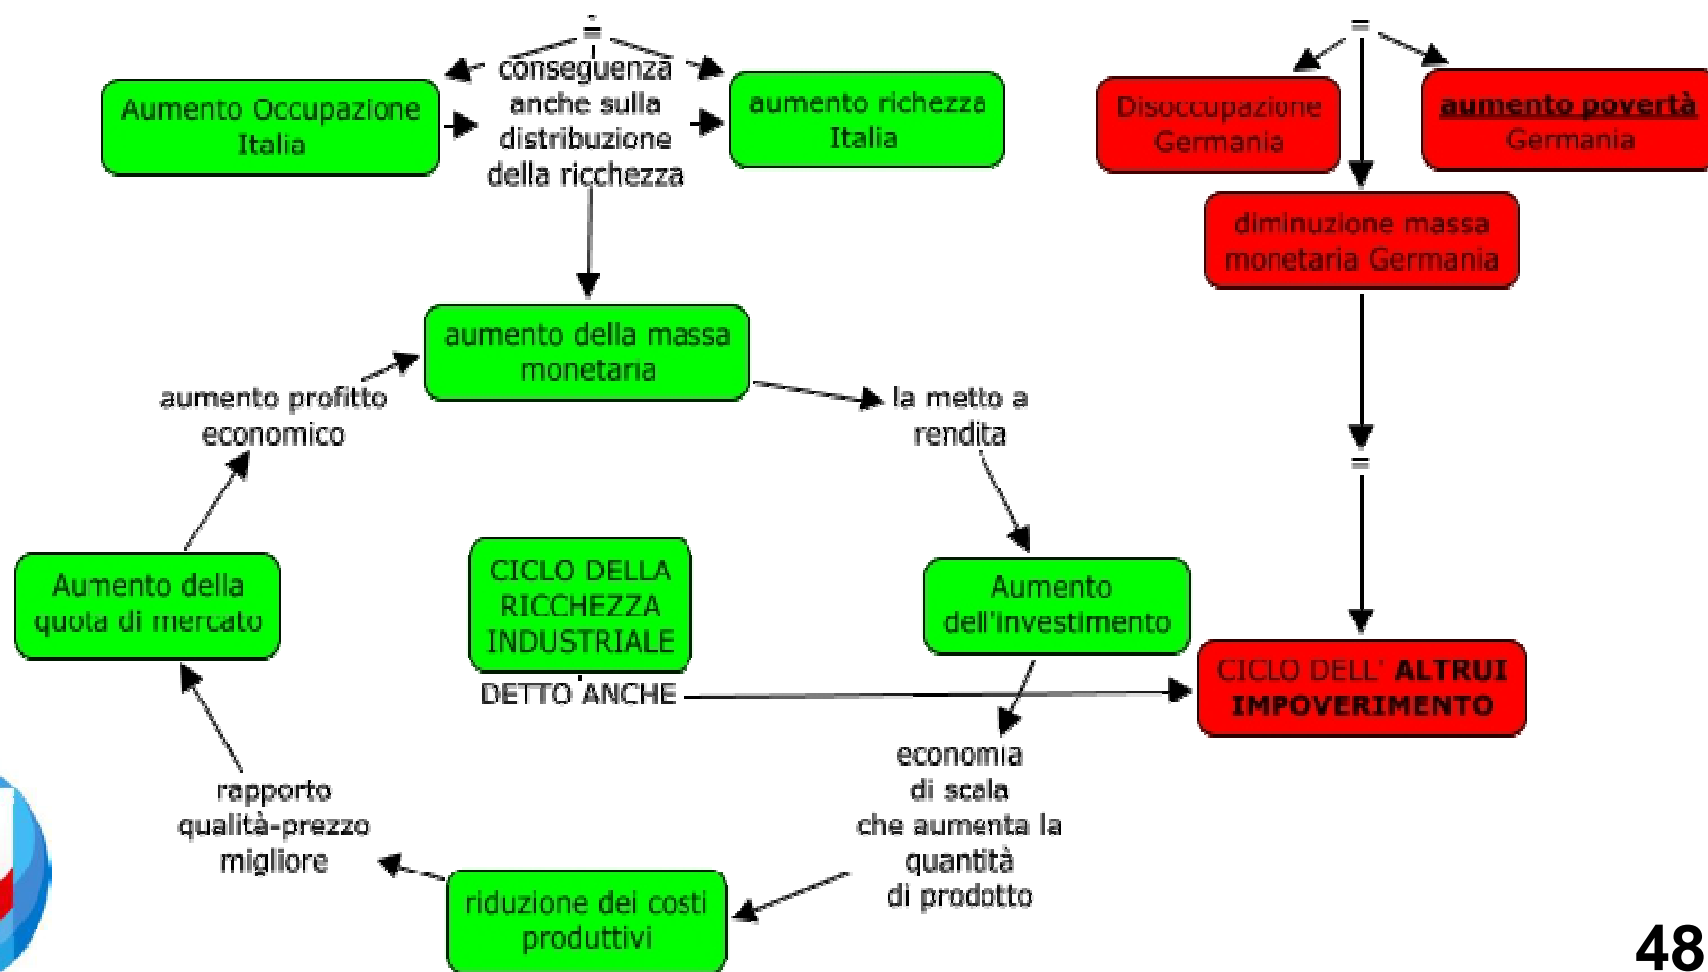 =
conseguenza
anche sulla
distribuzione
della ricchezza
Aumento Occupazione
Italia
aumento richezza
Italia
=
Disoccupazione
Germania
aumento povertà
Germania
diminuzione massa
monetaria Germania
aumento della massa
monetaria
aumento profitto
economico
la metto a
rendita
=
CICLO DELLA
RICCHEZZA
INDUSTRIALE
DETTO ANCHE
Aumento
dell'investimento
Aumento della
quota di mercato
CICLO DELL' ALTRUI
IMPOVERIMENTO
economia
di scala
che aumenta la
quantità
di prodotto
rapporto
qualità-prezzo
migliore
riduzione dei costi
produttivi
48